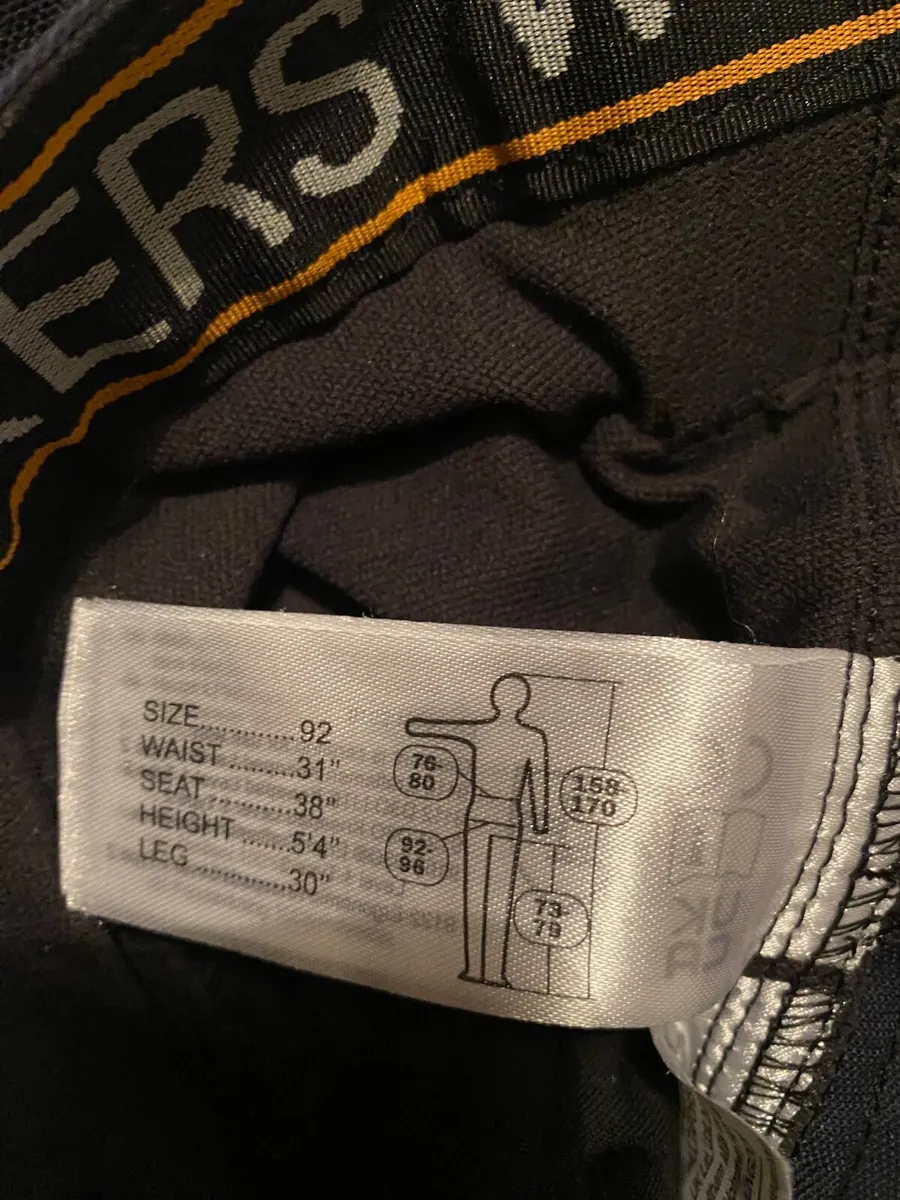 ERS W
SIZE..............92
WAIST .........31"
SEAT ............38"
HEIGHT .......5'4"
LEG ..............30"
76-
80
158-
170
92-
96
73-
79